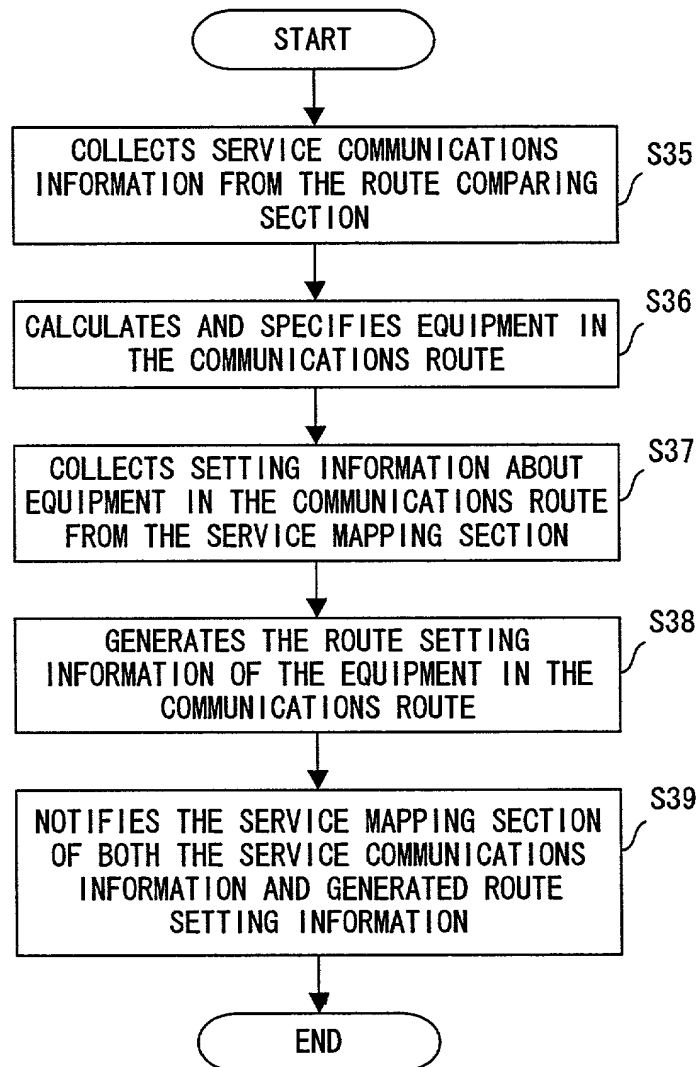 START
COLLECTS SERVICE COMMUNICATIONS
INFORMATION FROM THE ROUTE COMPARING
SECTION
S35
CALCULATES AND SPECIFIES EQUIPMENT IN
THE COMMUNICATIONS ROUTE
S36
COLLECTS SETTING INFORMATION ABOUT
EQUIPMENT IN THE COMMUNICATIONS ROUTE
FROM THE SERVICE MAPPING SECTION
S37
GENERATES THE ROUTE SETTING
INFORMATION OF THE EQUIPMENT IN THE
COMMUNICATIONS ROUTE
S38
NOTIFIES THE SERVICE MAPPING SECTION
OF BOTH THE SERVICE COMMUNICATIONS
INFORMATION AND GENERATED ROUTE
SETTING INFORMATION
S39
END